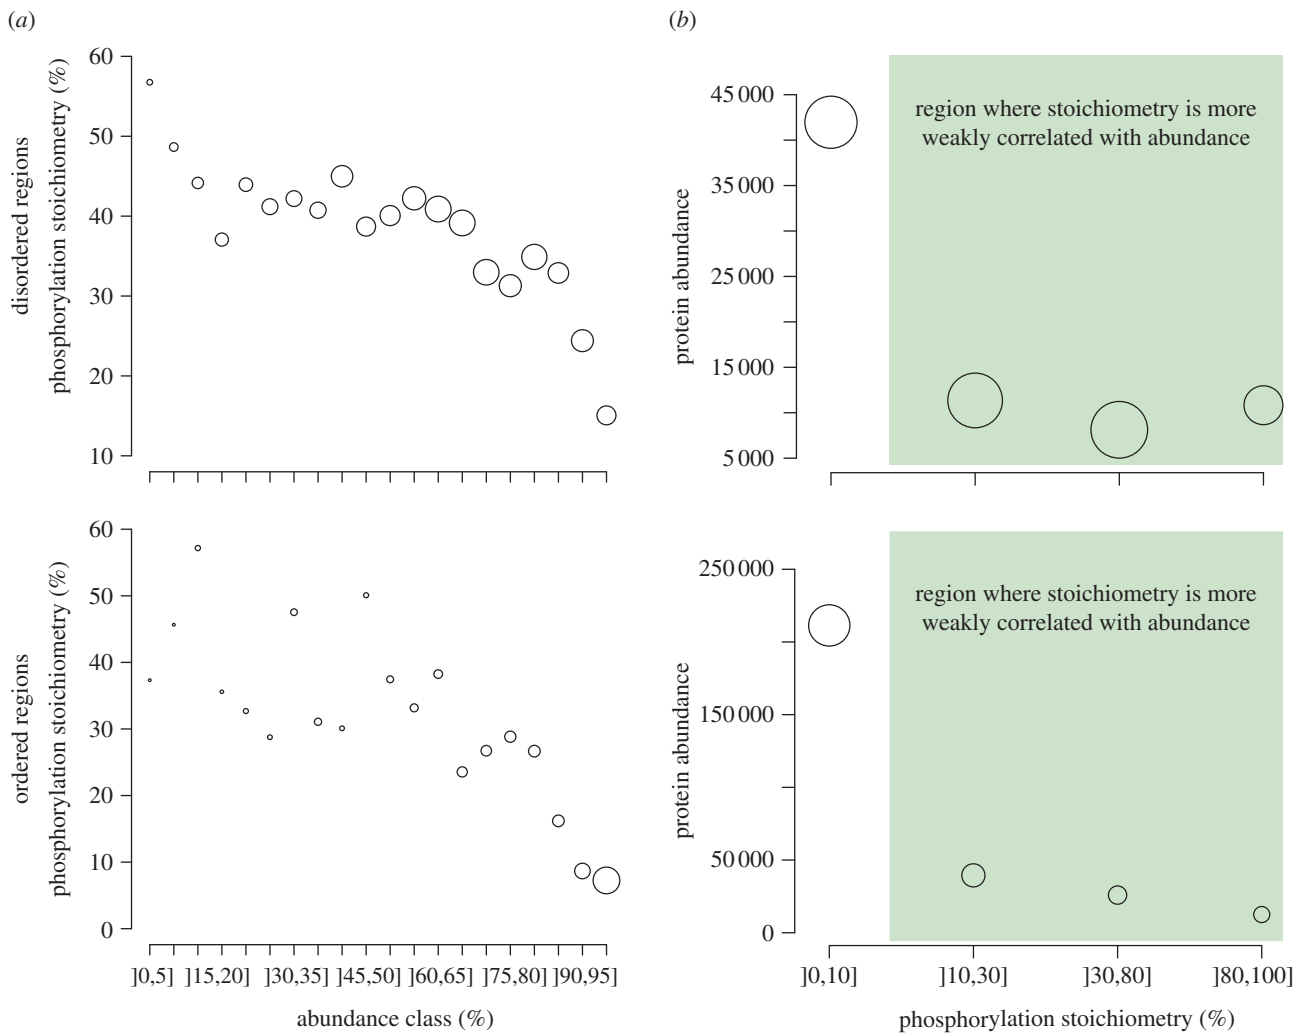 (a)
60
50
40
30
20
10
disordered regions
phosphorylation stoichiometry (%)
60
50
40
30
20
10
0
ordered regions
phosphorylation stoichiometry (%)
]0,5] ]15,20] ]30,35] ]45,50] ]60,65] ]75,80] ]90,95]
abundance class (%)
(b)
45 000
35 000
25 000
15 000
5 000
protein abundance
region where stoichiometry is more
weakly correlated with abundance
250 000
150 000
50 000
0
protein abundance
region where stoichiometry is more
weakly correlated with abundance
]0,10] ]10,30] ]30,80] ]80,100]
phosphorylation stoichiometry (%)